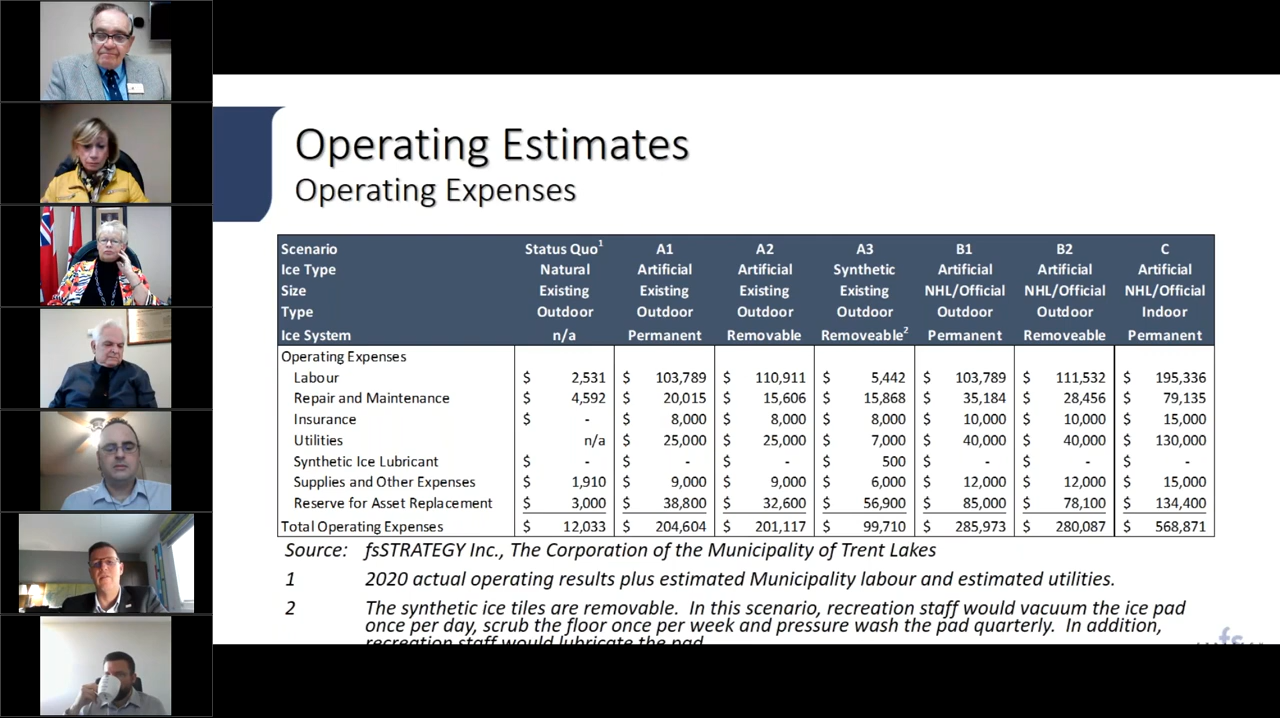 Operating Estimates
Operating Expenses
Scenario Status Quo1 A1 A2 A3 B1 B2 C
Ice Type Natural Artificial Artificial Synthetic Artificial Artificial Artificial
Size Existing Existing Existing Existing NHL/Official NHL/Official NHL/Official
Type Outdoor Outdoor Outdoor Outdoor Outdoor Outdoor Indoor
Ice System n/a Permanent Removable Removeable2 Permanent Removeable Permanent
Operating Expenses
Labour $ 2,531 $ 103,789 $ 110,911 $ 5,442 $ 103,789 $ 111,532 $ 195,336
Repair and Maintenance $ 4,592 $ 20,015 $ 15,606 $ 15,868 $ 35,184 $ 28,456 $ 79,135
Insurance $ - $ 8,000 $ 8,000 $ 8,000 $ 10,000 $ 10,000 $ 15,000
Utilities n/a $ 25,000 $ 25,000 $ 7,000 $ 40,000 $ 40,000 $ 130,000
Synthetic Ice Lubricant $ - $ - $ - $ 500 $ - $ - $ -
Supplies and Other Expenses $ 1,910 $ 9,000 $ 9,000 $ 6,000 $ 12,000 $ 12,000 $ 15,000
Reserve for Asset Replacement $ 3,000 $ 38,800 $ 32,600 $ 56,900 $ 85,000 $ 78,100 $ 134,400
Total Operating Expenses $ 12,033 $ 204,604 $ 201,117 $ 99,710 $ 285,973 $ 280,087 $ 568,871
Source: fsSTRATEGY Inc., The Corporation of the Municipality of Trent Lakes
1 2020 actual operating results plus estimated Municipality labour and estimated utilities.
2 The synthetic ice tiles are removable. In this scenario, recreation staff would vacuum the ice pad
once per day, scrub the floor once per week and pressure wash the pad quarterly. In addition,
recreation staff would lubricate the pad
fs